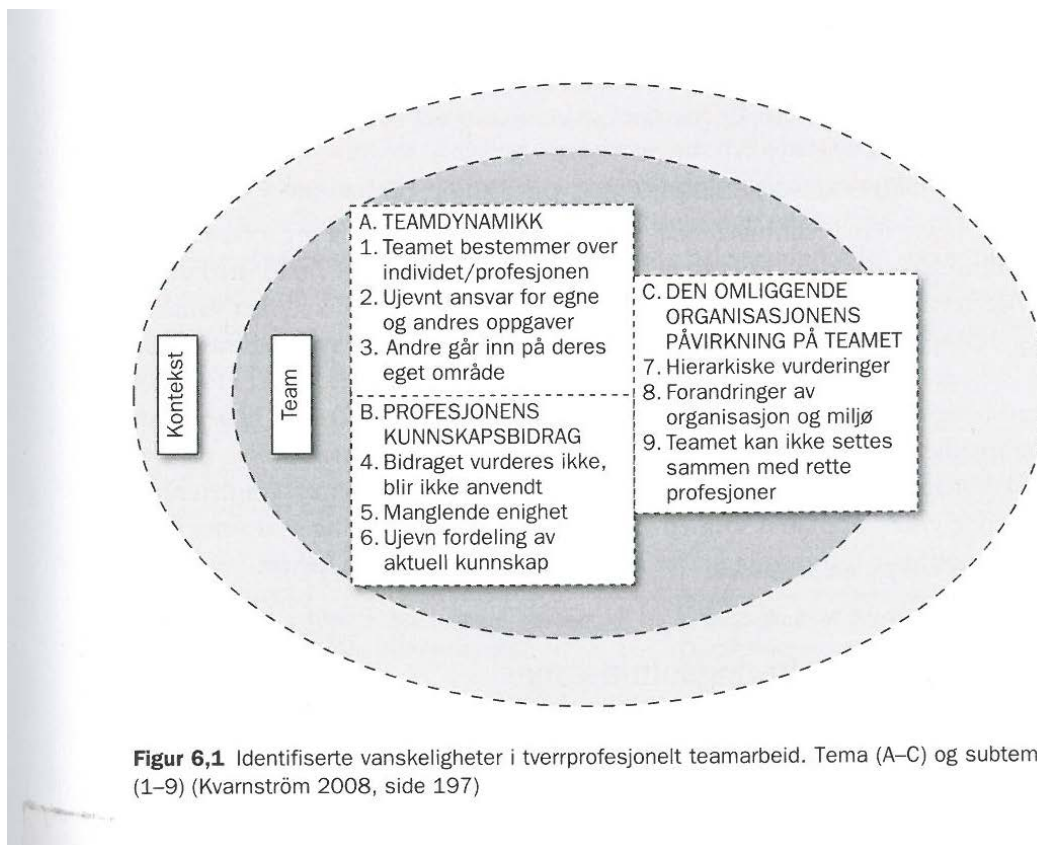 Kontekst
Team
A. TEAMDYNAMIKK
1. Teamet bestemmer over
individet/profesjonen
2. Ujevnt ansvar for egne
og andres oppgaver
3. Andre går inn på deres
eget område
B. PROFESJONENS
KUNNSKAPSBIDRAG
4. Bidraget vurderes ikke,
blir ikke anvendt
5. Manglende enighet
6. Ujevn fordeling av
aktuell kunnskap
C. DEN OMLIGGENDE
ORGANISASJONENS
PÅVIRKNING PÅ TEAMET
7. Hierarkiske vurderinger
8. Forandringer av
organisasjon og miljø
9. Teamet kan ikke settes
sammen med rette
profesjoner
Figur 6,1 Identifiserte vanskeligheter i tverrprofesjonelt teamarbeid. Tema (A–C) og subtem
(1–9) (Kvarnström 2008, side 197)